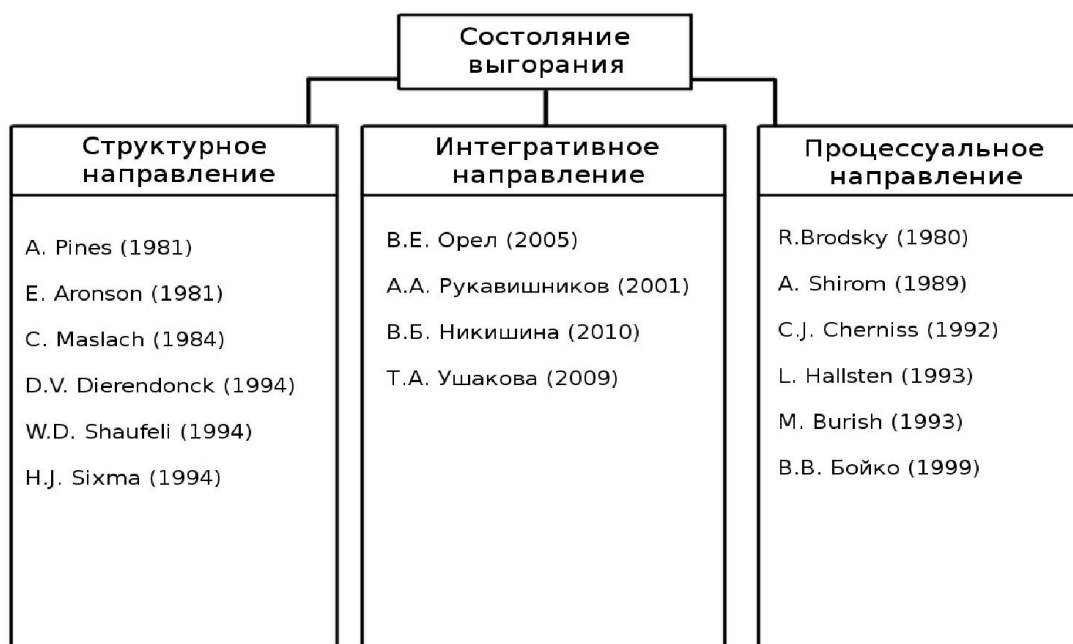 Состоляние
выгорания
Структурное
направление
A. Pines (1981)
E. Aronson (1981)
C. Maslach (1984)
D.V. Dierendonck (1994)
W.D. Shaufeli (1994)
H.J. Sixma (1994)
Интегративное
направление
В.Е. Орел (2005)
А.А. Рукавишников (2001)
В.Б. Никишина (2010)
Т.А. Ушакова (2009)
Процессуальное
направление
R.Brodsky (1980)
A. Shirom (1989)
C.J. Cherniss (1992)
L. Hallsten (1993)
M. Burish (1993)
В.В. Бойко (1999)